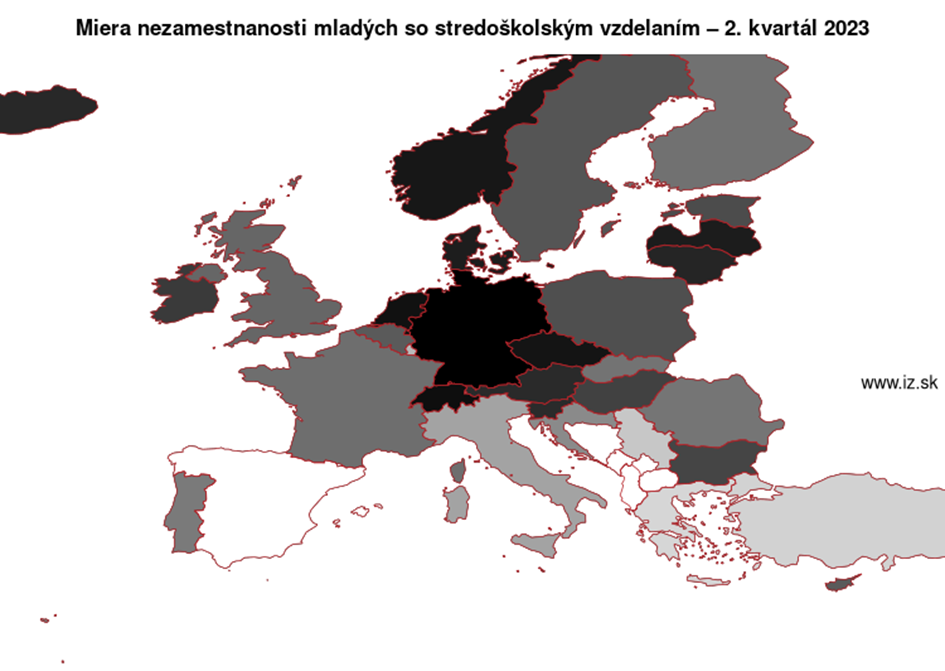 Miera nezamestnanosti mladých so stredoškolským vzdelaním – 2. kvartál 2023
www.iz.sk